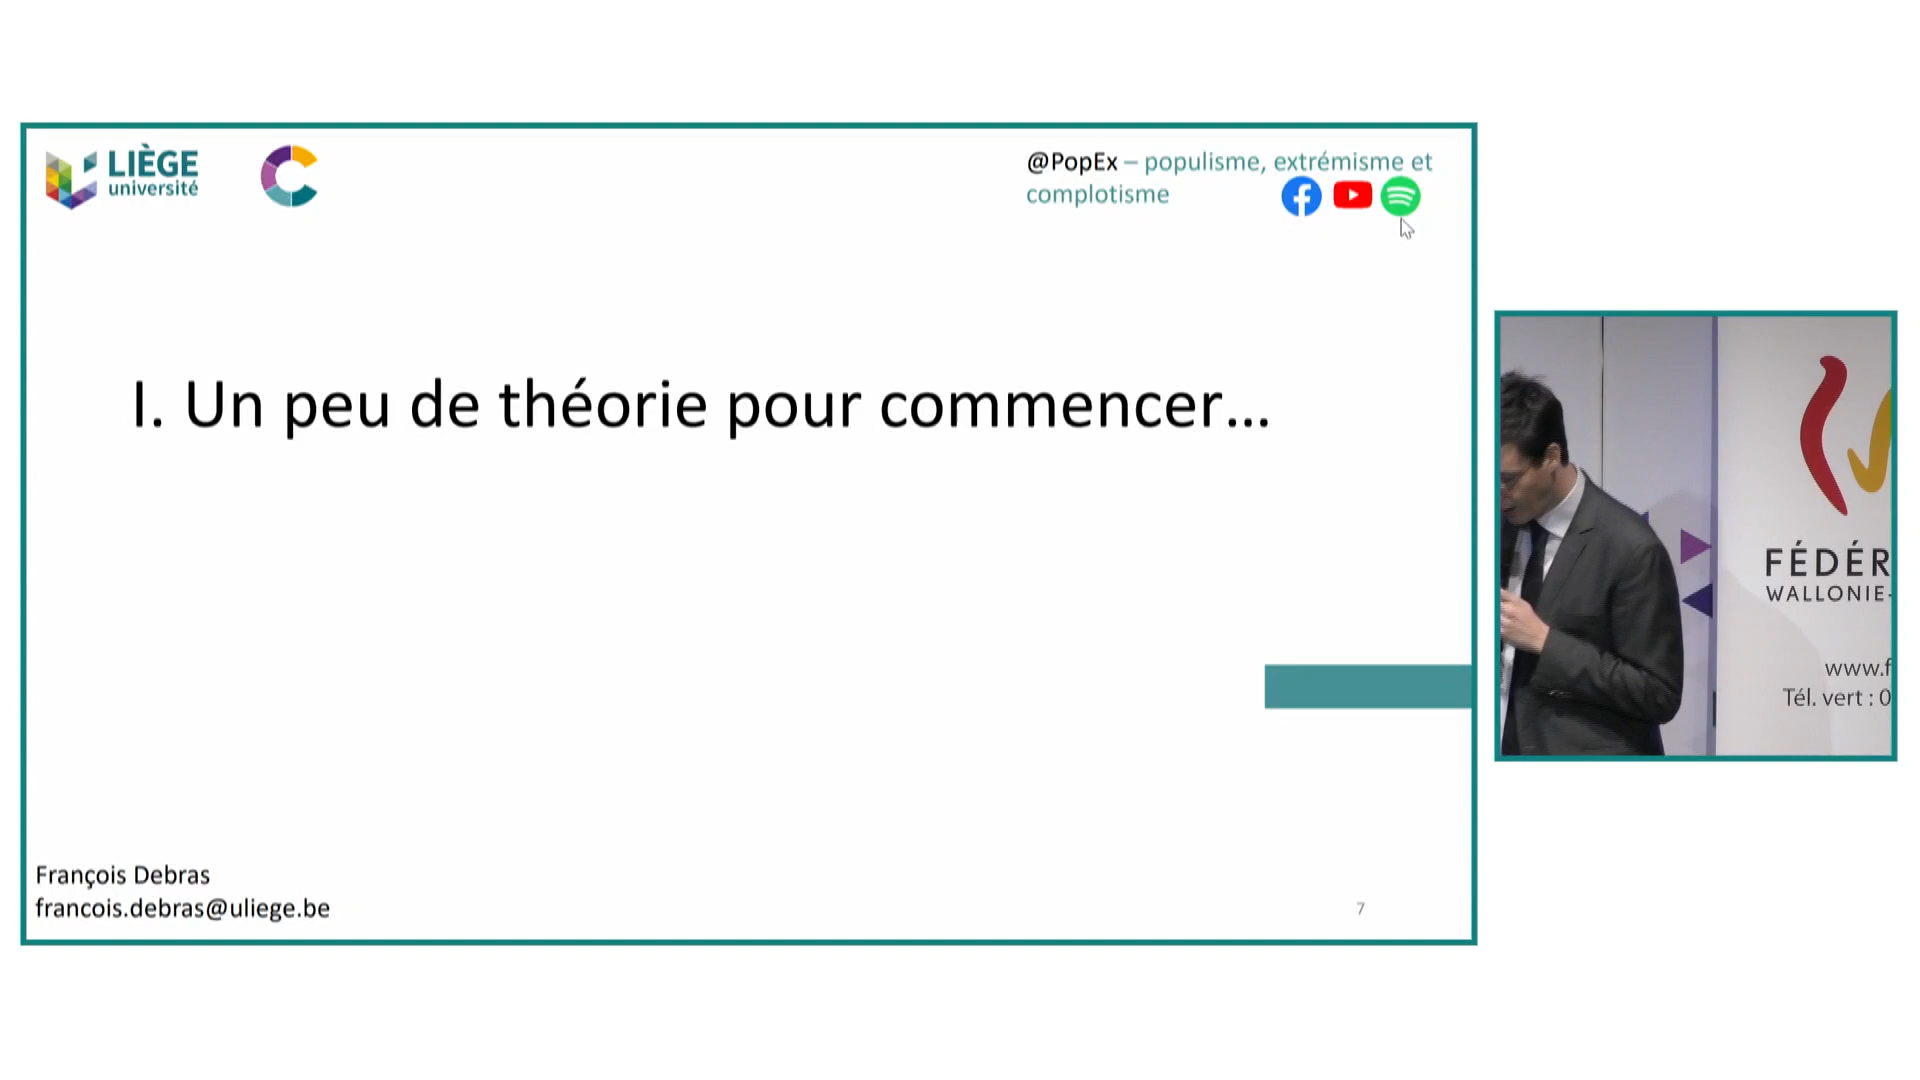 LIÈGE
université
@PopEx – populisme, extrémisme et
complotisme
I. Un peu de théorie pour commencer...
François Debras
francois.debras@uliege.be
7
FÉDÉR
WALLONIE-
www.f
Tél. vert : 0